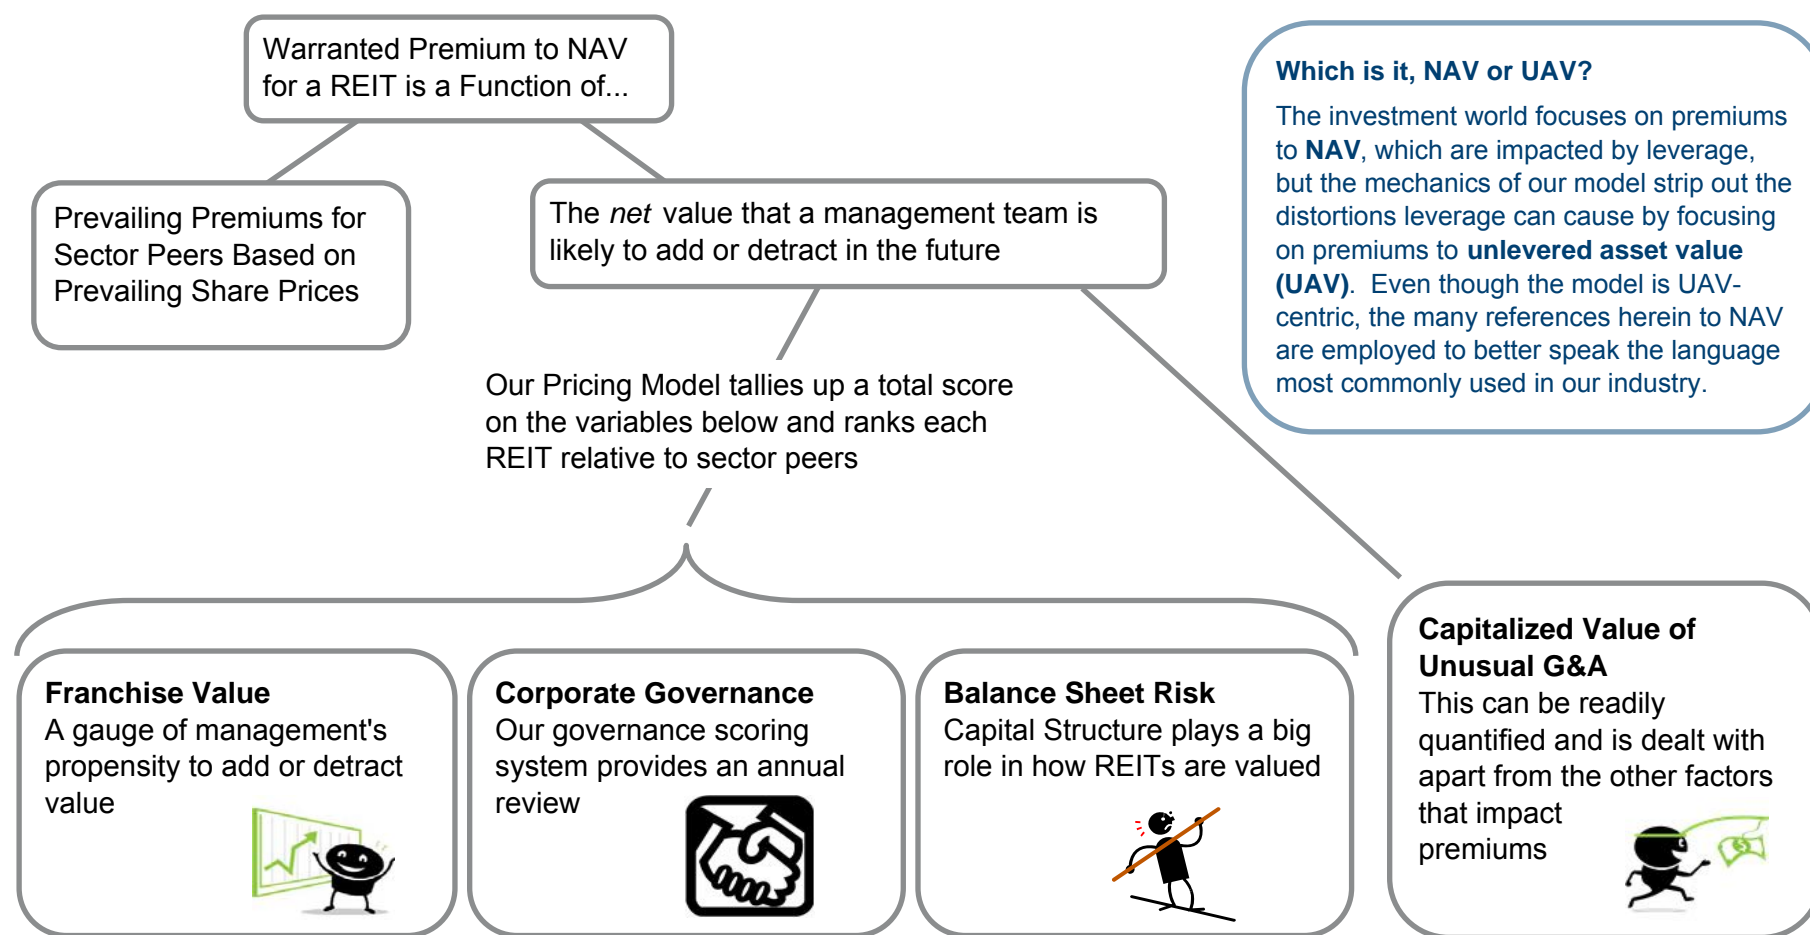 Warranted Premium to NAV
for a REIT is a Function of...
Which is it, NAV or UAV?
The investment world focuses on premiums
to NAV, which are impacted by leverage,
but the mechanics of our model strip out the
distortions leverage can cause by focusing
on premiums to unlevered asset value
(UAV).  Even though the model is UAV-
centric, the many references herein to NAV
are employed to better speak the language
most commonly used in our industry.
Prevailing Premiums for
Sector Peers Based on
Prevailing Share Prices
The net value that a management team is
likely to add or detract in the future
Our Pricing Model tallies up a total score
on the variables below and ranks each
REIT relative to sector peers
Franchise Value
A gauge of management's
propensity to add or detract
value
Corporate Governance
Our governance scoring
system provides an annual
review
Balance Sheet Risk
Capital Structure plays a big
role in how REITs are valued
Capitalized Value of
Unusual G&A
This can be readily
quantified and is dealt with
apart from the other factors
that impact
premiums